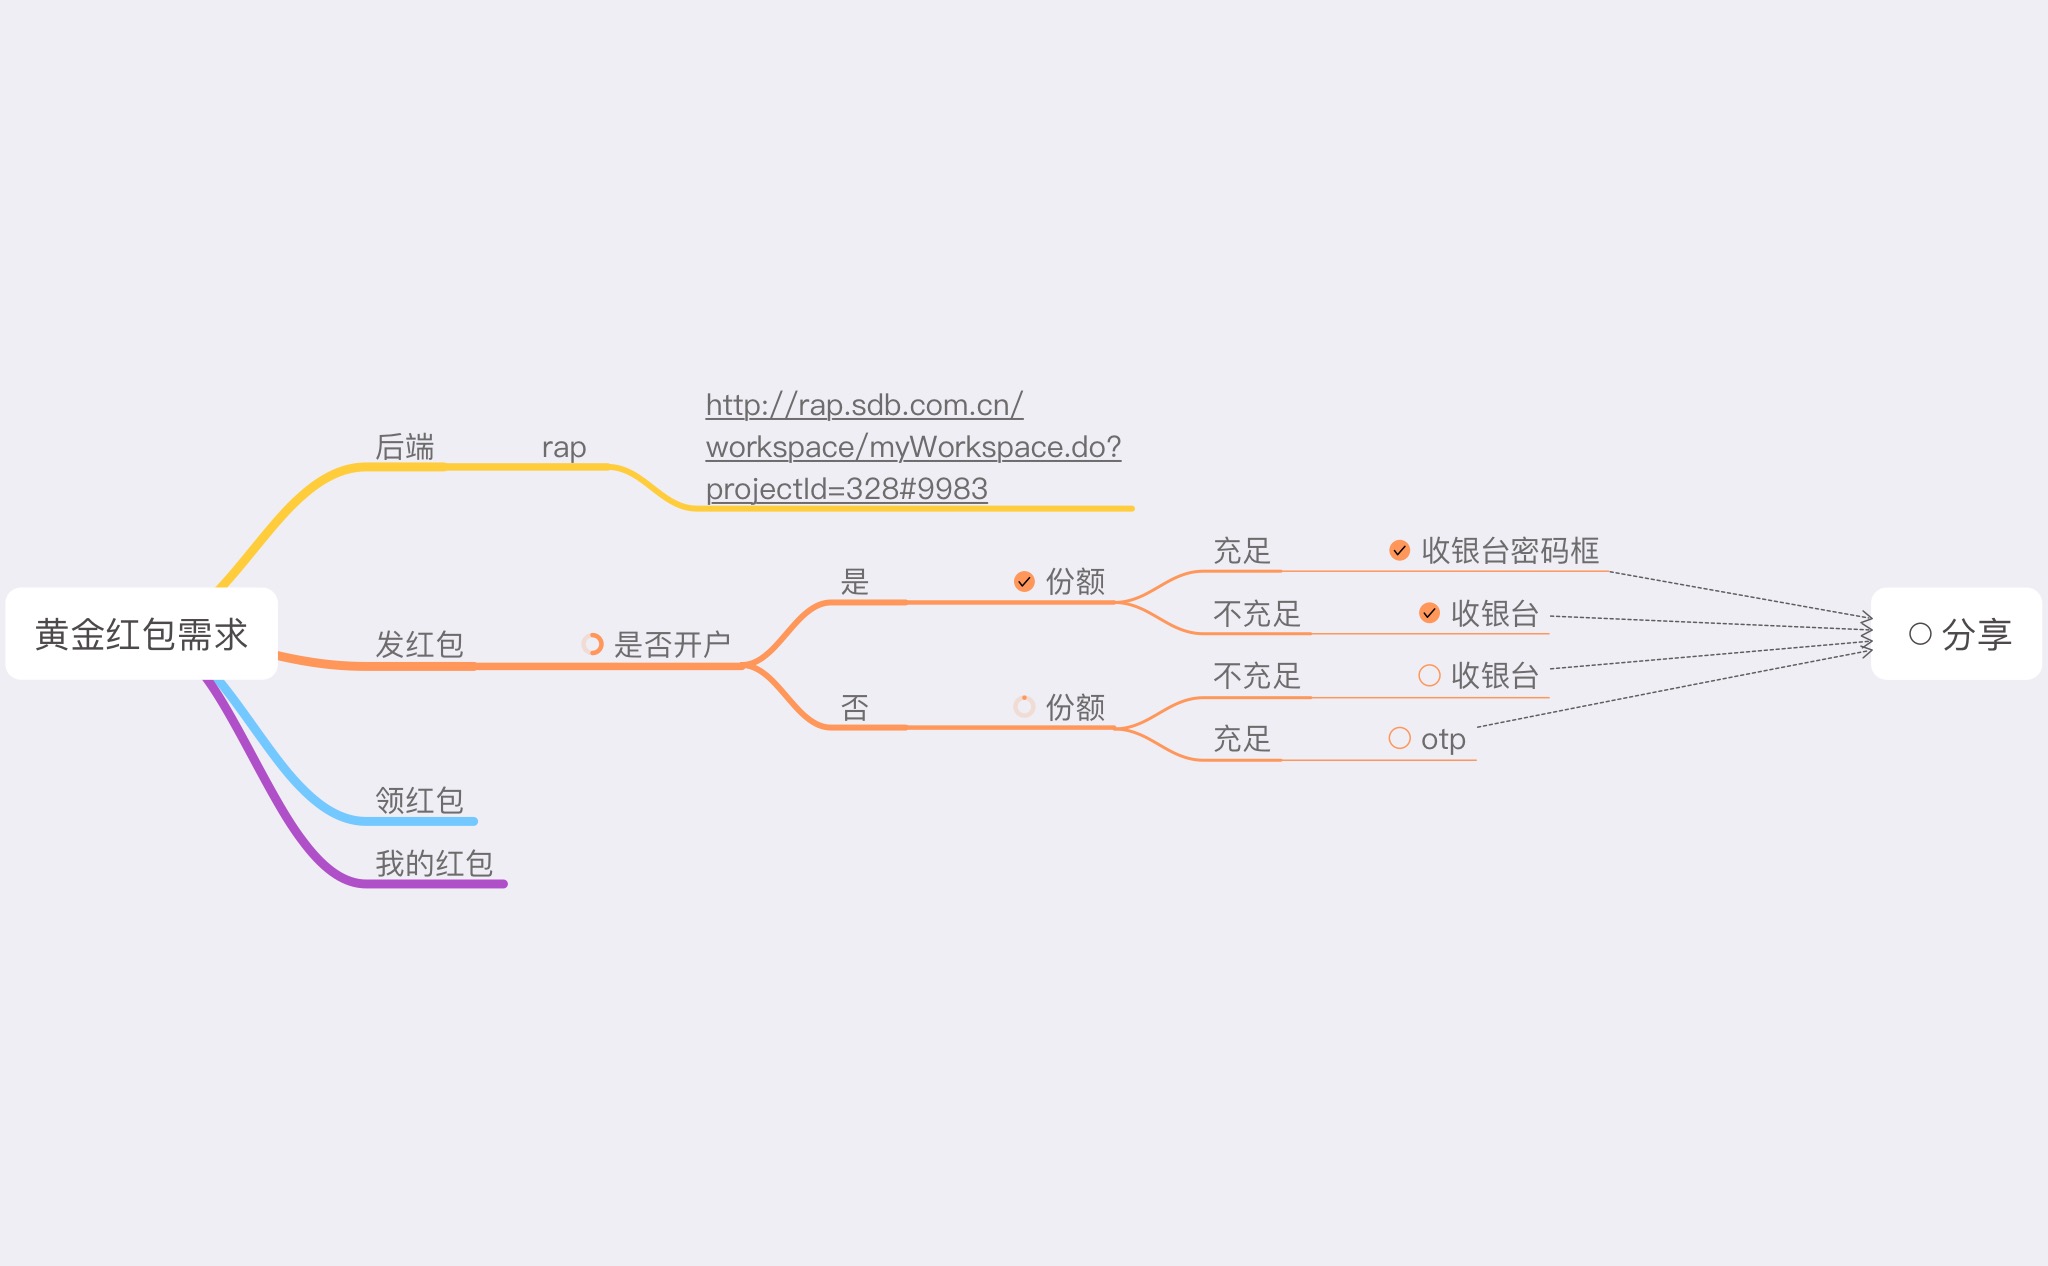 黄金红包需求
后端
rap
http://rap.sdb.com.cn/
workspace/myWorkspace.do?
projectId=328#9983
发红包
是否开户
是
份额
充足
收银台密码框
不充足
收银台
否
份额
不充足
收银台
充足
otp
分享
领红包
我的红包